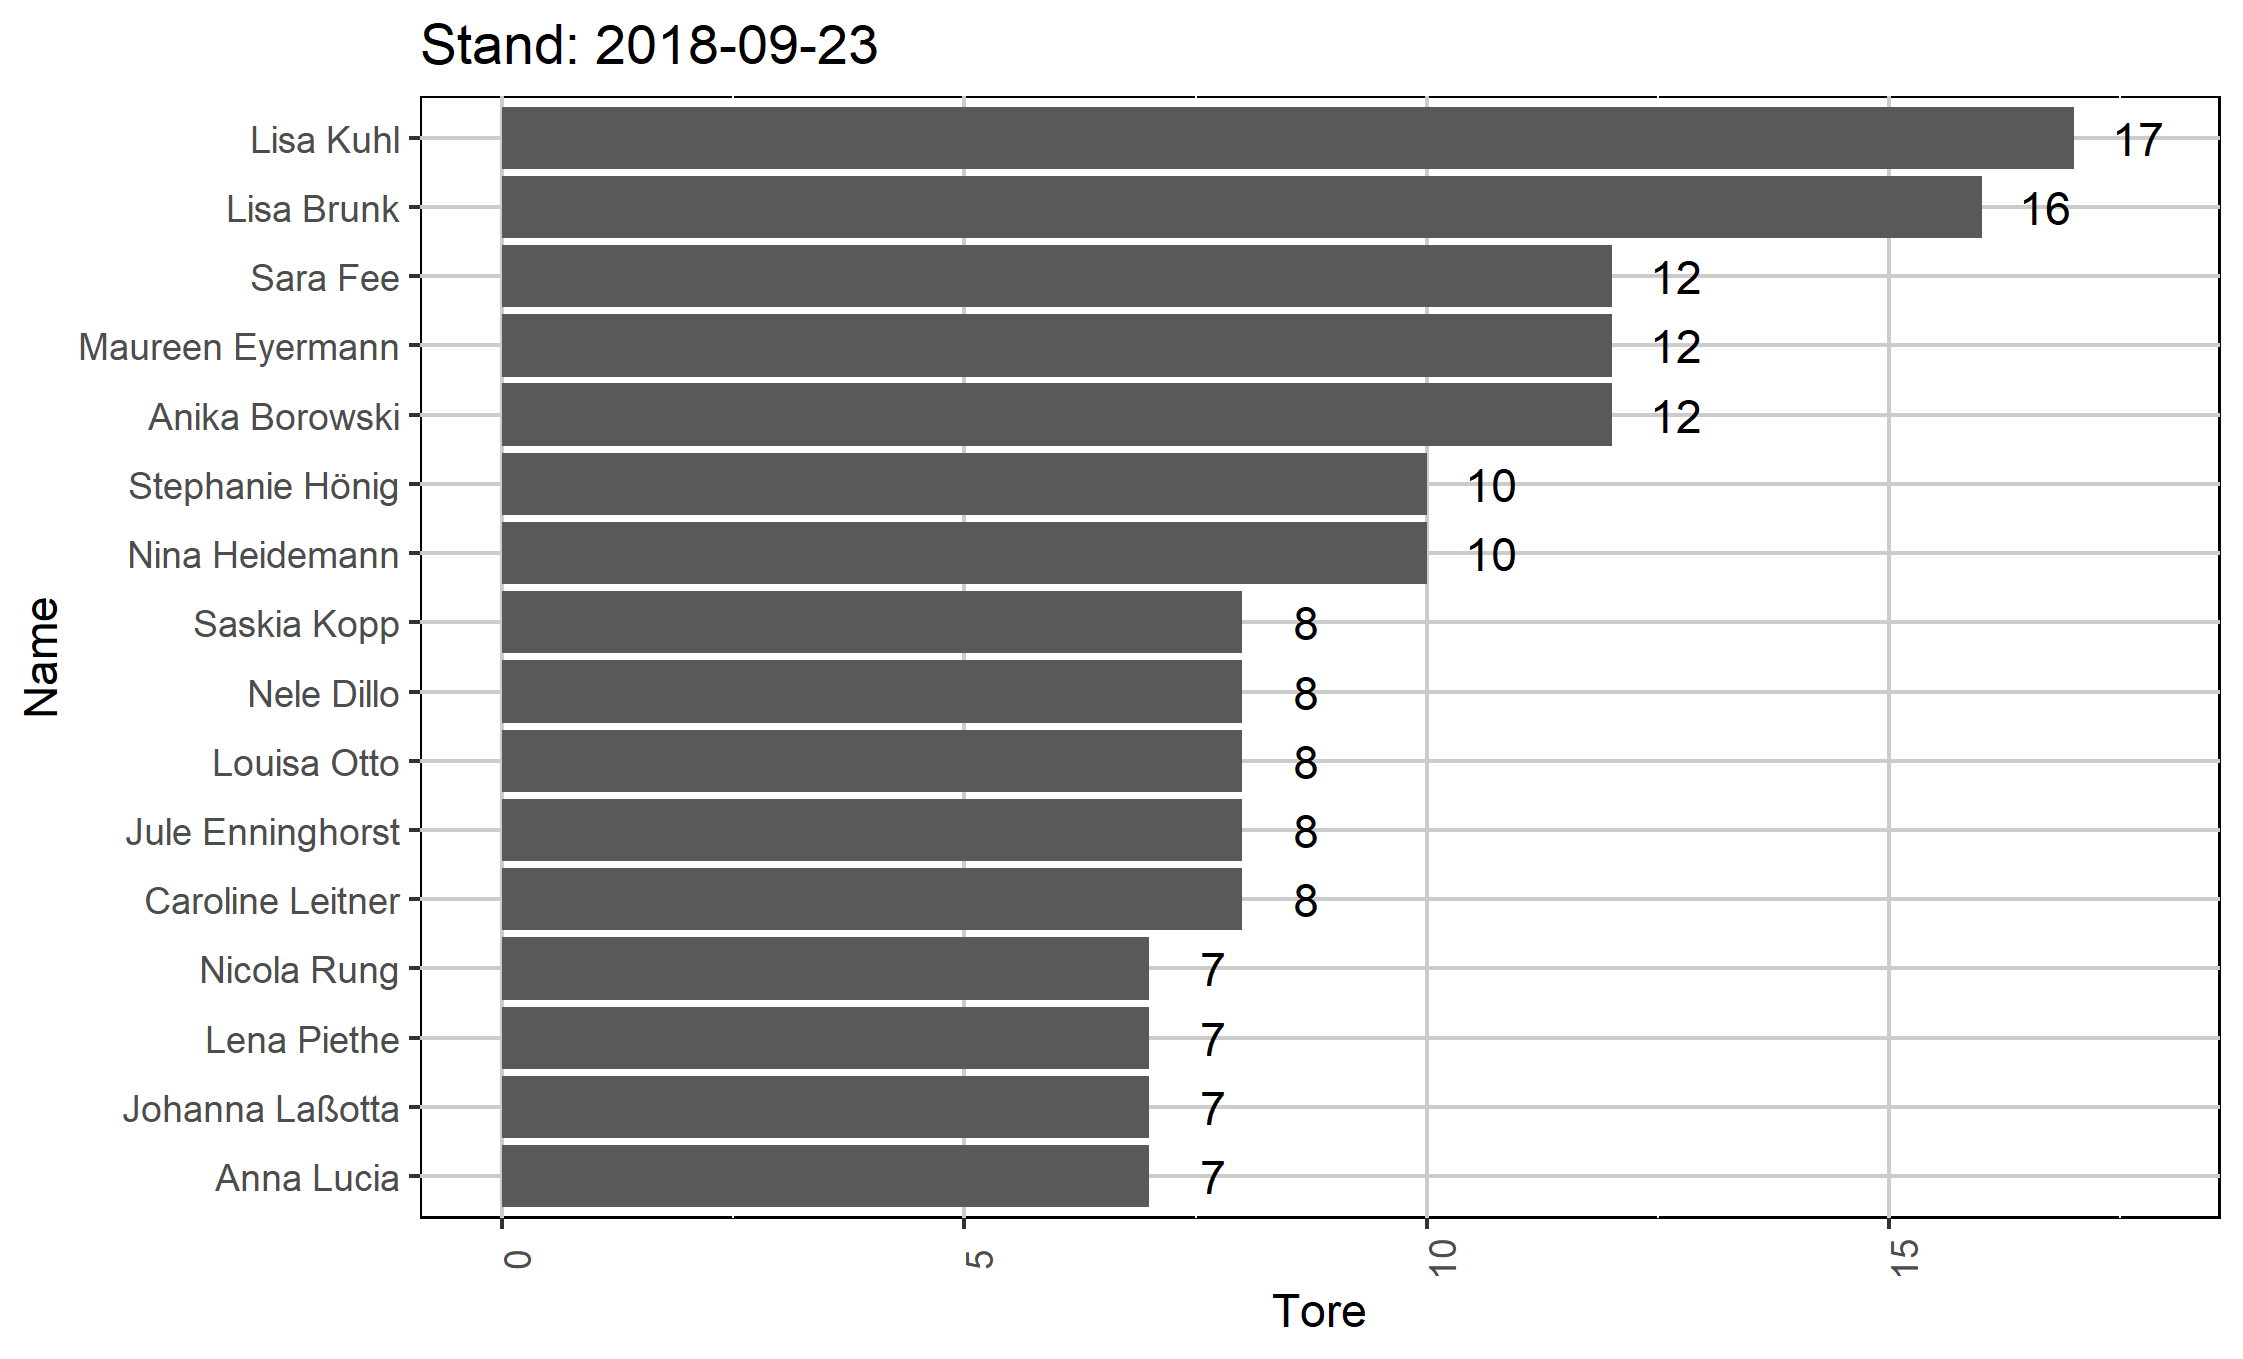 Stand: 2018-09-23
Name
Lisa Kuhl 17
Lisa Brunk 16
Sara Fee 12
Maureen Eyermann 12
Anika Borowski 12
Stephanie Hönig 10
Nina Heidemann 10
Saskia Kopp 8
Nele Dillo 8
Louisa Otto 8
Jule Enninghorst 8
Caroline Leitner 8
Nicola Rung 7
Lena Piethe 7
Johanna Laßotta 7
Anna Lucia 7
0 5 10 15
Tore